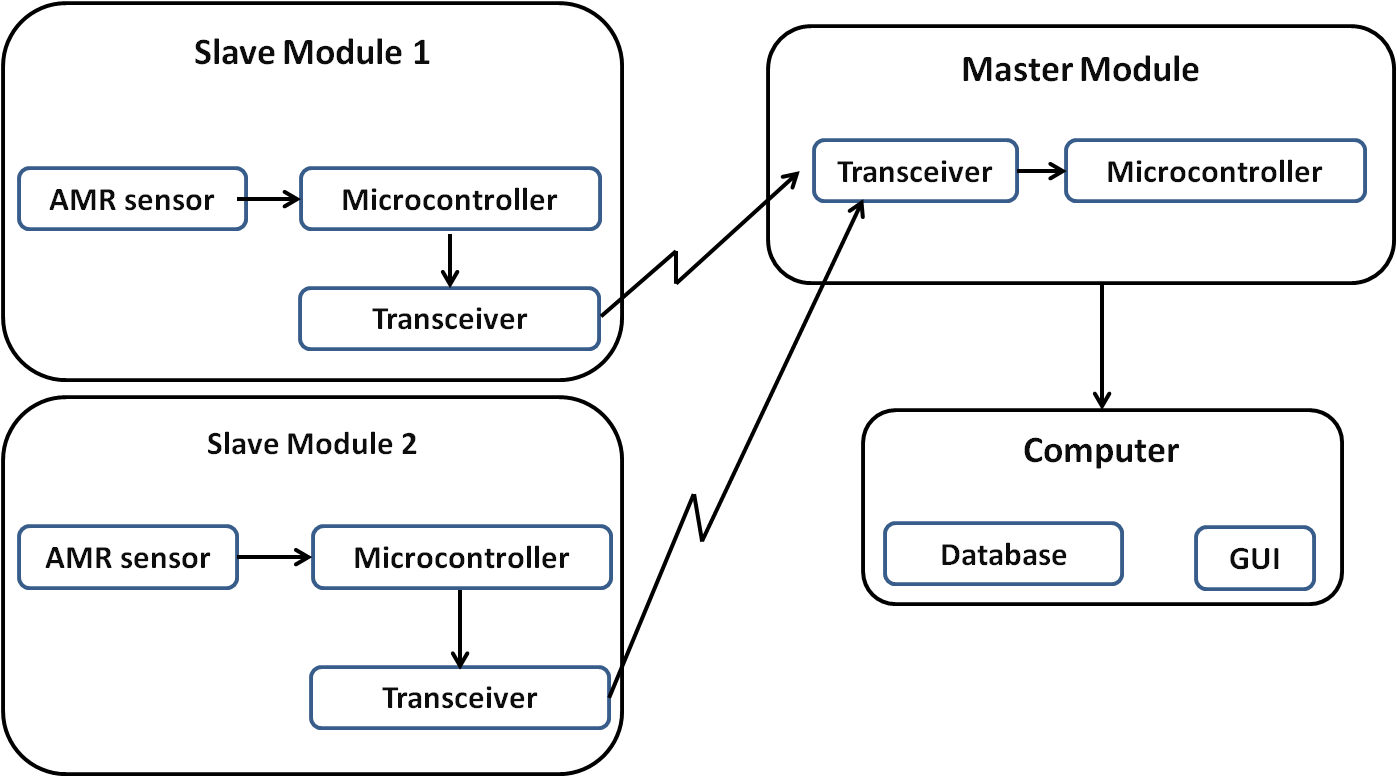 Slave Module 1
AMR sensor
Microcontroller
Transceiver
Slave Module 2
AMR sensor
Microcontroller
Transceiver
Master Module
Transceiver
Microcontroller
Computer
Database
GUI